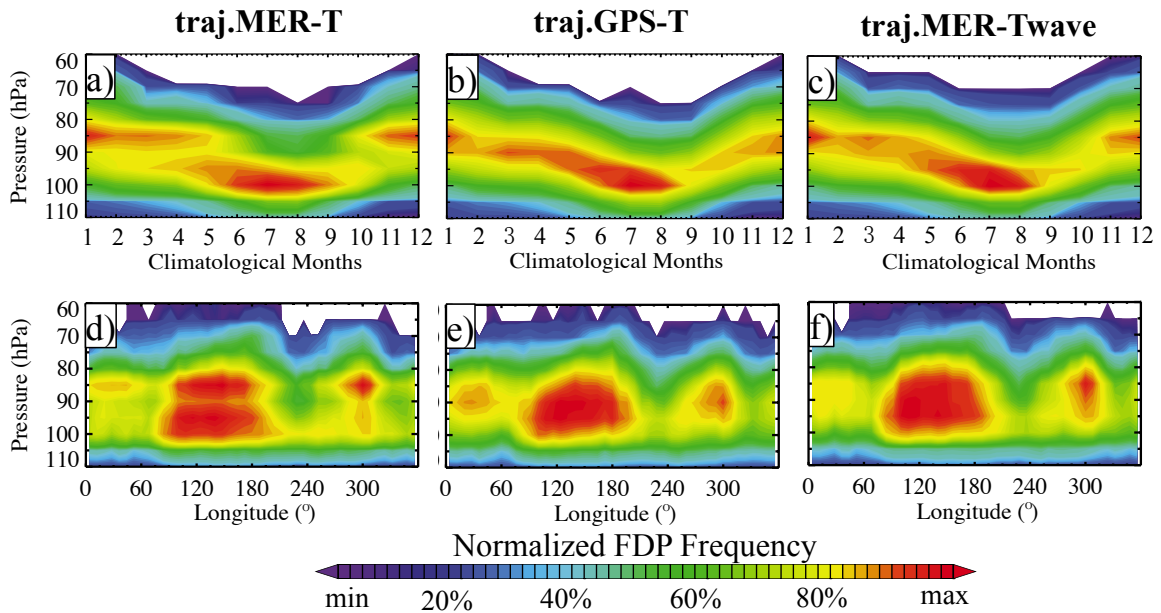 traj.MER-T traj.GPS-T traj.MER-Twave
60
70
80
90
100
110
Pressure (hPa)
a) b) c)
1 2 3 4 5 6 7 8 9 10 11 12 1 2 3 4 5 6 7 8 9 10 11 12 1 2 3 4 5 6 7 8 9 10 11 12
Climatological Months Climatological Months Climatological Months
60
70
80
90
100
110
Pressure (hPa)
d) e) f)
0 60 120 180 240 300 0 60 120 180 240 300 0 60 120 180 240 300
Longitude (º) Longitude (º) Longitude (º)
Normalized FDP Frequency
min 20% 40% 60% 80% max